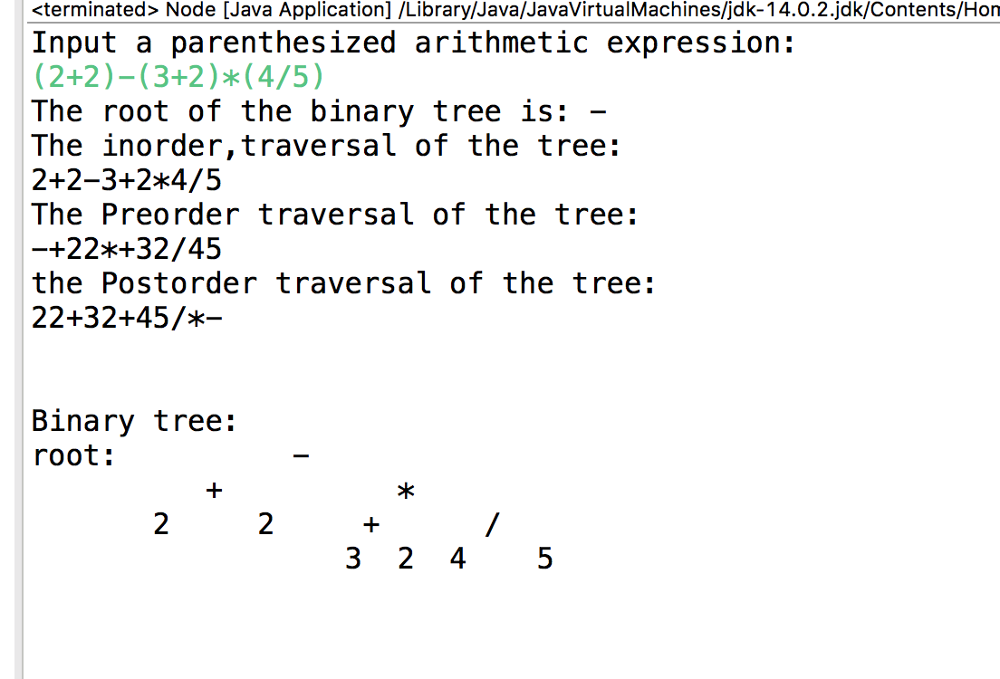 <terminated> Node [Java Application] /Library/Java/JavaVirtualMachines/jdk-14.0.2.jdk/Contents/Hom
Input a parenthesized arithmetic expression:
(2+2)−(3+2)*(4/5)
The root of the binary tree is: −
The inorder,traversal of the tree:
2+2−3+2*4/5
The Preorder traversal of the tree:
−+22*+32/45
the Postorder traversal of the tree:
22+32+45/*−
Binary tree:
root:          −
+          *
2     2     +      /
3  2  4    5